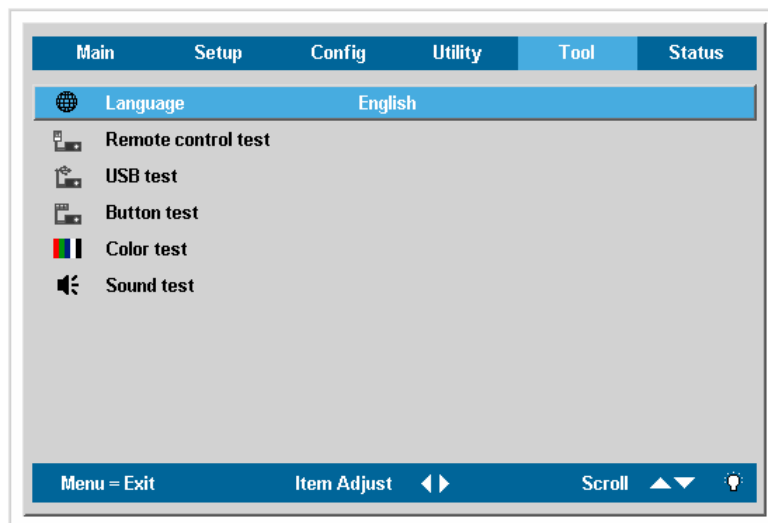 Main Setup Config Utility Tool Status
Language English
Remote control test
USB test
Button test
Color test
Sound test
Menu = Exit Item Adjust Scroll